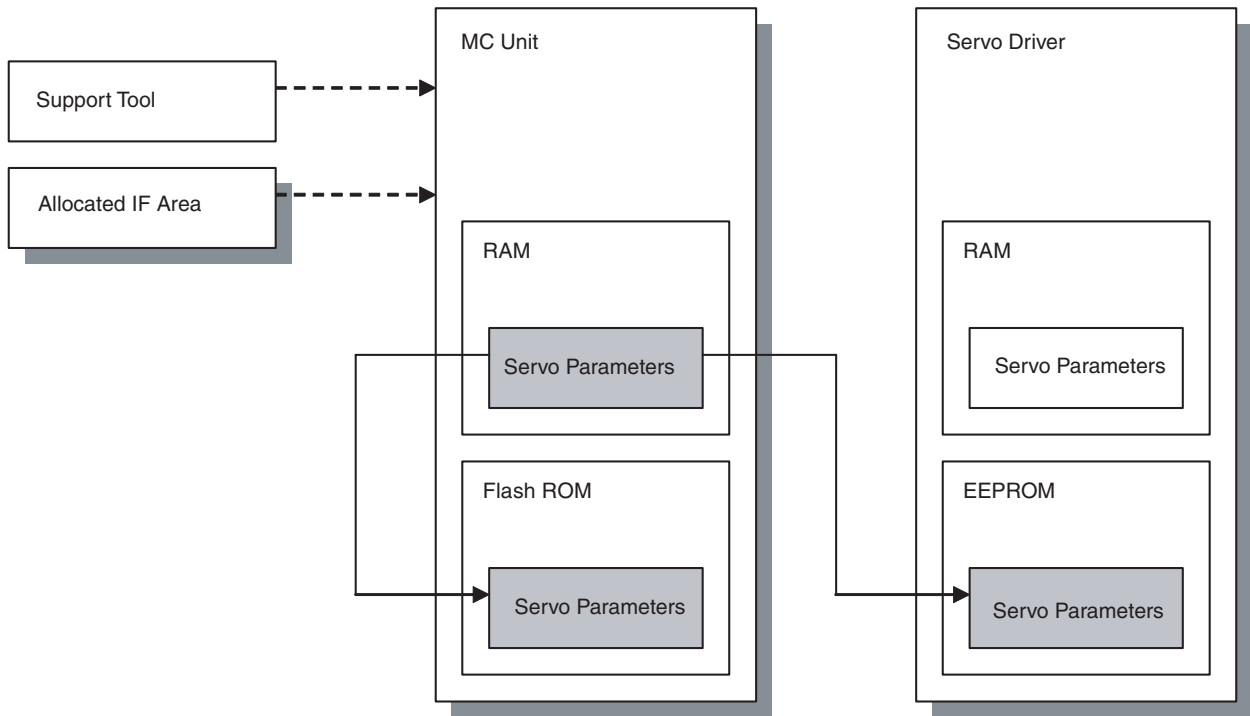 MC Unit
Servo Driver
Support Tool
Allocated IF Area
RAM
RAM
Servo Parameters
Servo Parameters
Flash ROM
EEPROM
Servo Parameters
Servo Parameters